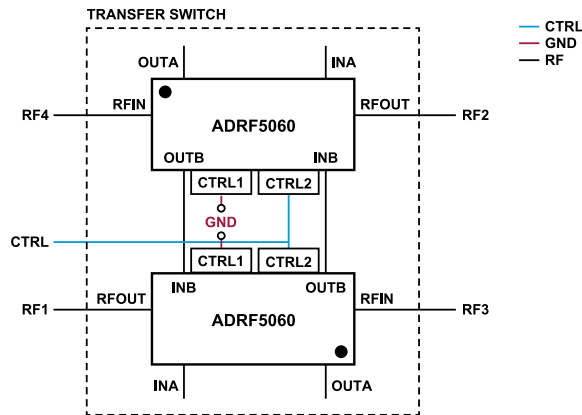 TRANSFER SWITCH
CTRL
GND
RF
OUTA INA
RF4 RFIN RFOUT RF2
ADRF5060
OUTB INB
CTRL1 CTRL2
GND
CTRL
CTRL1 CTRL2
INB OUTB
RF1 RFOUT RFIN RF3
ADRF5060
INA OUTA